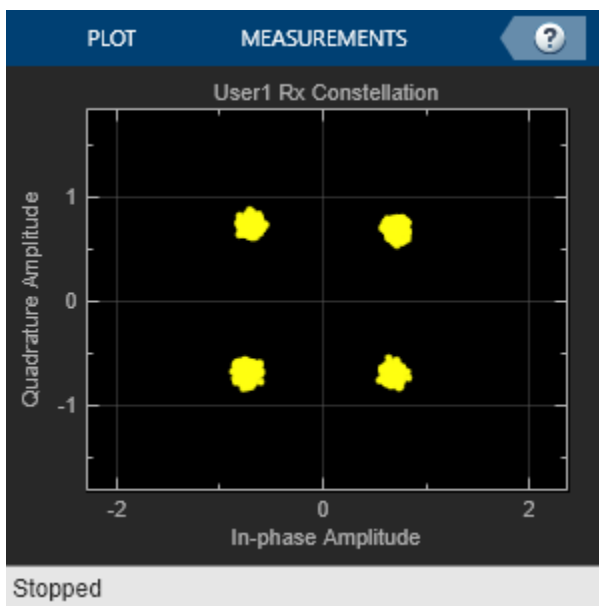 PLOT MEASUREMENTS ?
User1 Rx Constellation
Quadrature Amplitude
1
0
-1
-2 0 2
In-phase Amplitude
Stopped